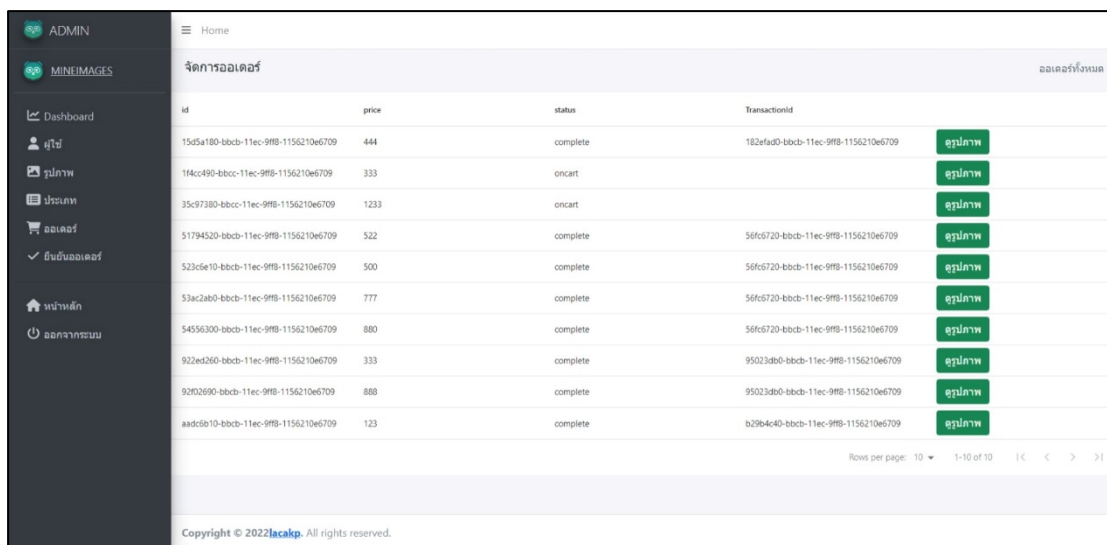 ADMIN
Home
MINEIMAGES
จัดการออเดอร์
ออเดอร์ทั้งหมด
Dashboard
ผู้ใช้
รูปภาพ
ประเภท
ออเดอร์
ยืนยันออเดอร์
หน้าหลัก
ออกจากระบบ
id price status TransactionId
15d5a180-bbcb-11ec-9ff8-1156210e6709 444 complete 182efad0-bbcb-11ec-9ff8-1156210e6709 ดูรูปภาพ
1f4cc490-bbcc-11ec-9ff8-1156210e6709 333 oncart ดูรูปภาพ
35c97380-bbcc-11ec-9ff8-1156210e6709 1233 oncart ดูรูปภาพ
51794520-bbcb-11ec-9ff8-1156210e6709 522 complete 56fc6720-bbcb-11ec-9ff8-1156210e6709 ดูรูปภาพ
523c6e10-bbcb-11ec-9ff8-1156210e6709 500 complete 56fc6720-bbcb-11ec-9ff8-1156210e6709 ดูรูปภาพ
53ac2ab0-bbcb-11ec-9ff8-1156210e6709 777 complete 56fc6720-bbcb-11ec-9ff8-1156210e6709 ดูรูปภาพ
54556300-bbcb-11ec-9ff8-1156210e6709 880 complete 56fc6720-bbcb-11ec-9ff8-1156210e6709 ดูรูปภาพ
922ed260-bbcb-11ec-9ff8-1156210e6709 333 complete 95023db0-bbcb-11ec-9ff8-1156210e6709 ดูรูปภาพ
92f02690-bbcb-11ec-9ff8-1156210e6709 888 complete 95023db0-bbcb-11ec-9ff8-1156210e6709 ดูรูปภาพ
aadc6b10-bbcb-11ec-9ff8-1156210e6709 123 complete b29b4c40-bbcb-11ec-9ff8-1156210e6709 ดูรูปภาพ
Rows per page: 10 1-10 of 10
Copyright © 2022lacakp. All rights reserved.